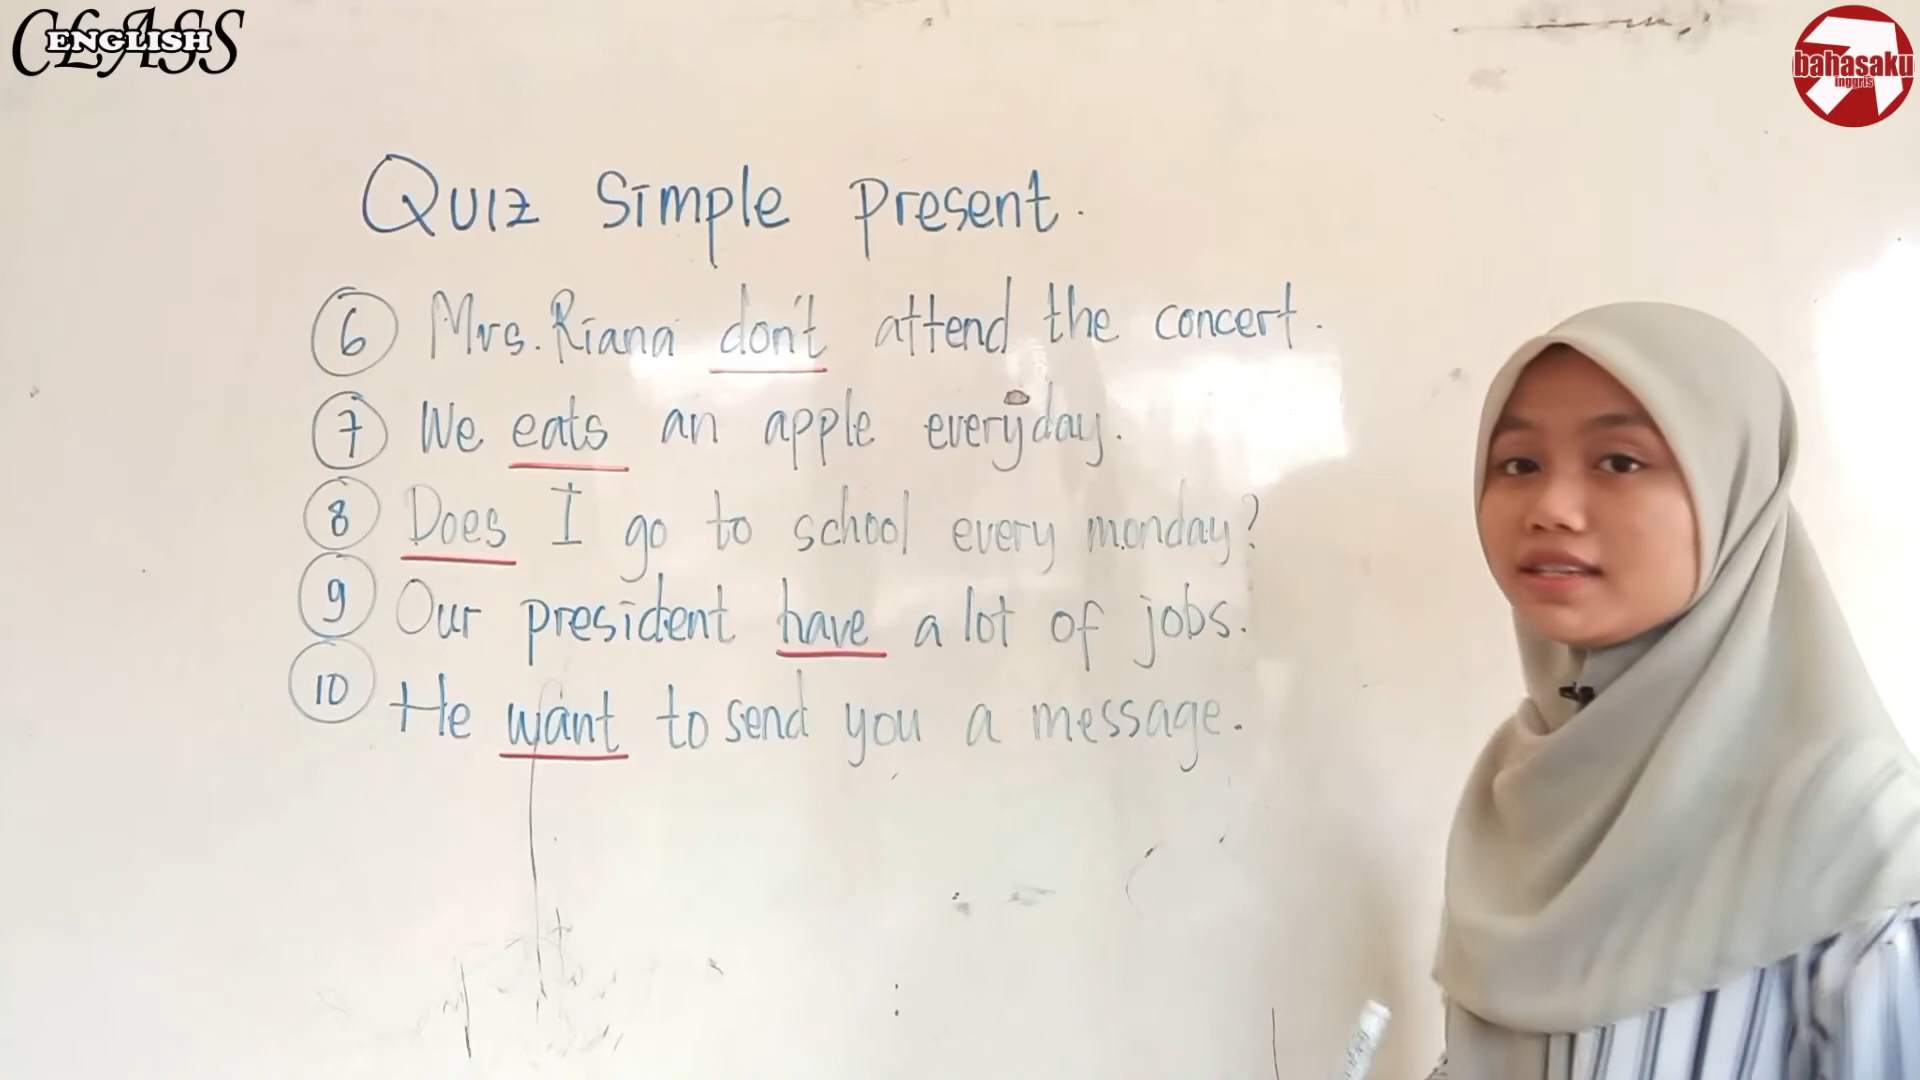 CLASS
ENGLISH
bahasaku
inggris
Quiz Simple Present.
6 Mrs. Riana don't attend the concert.
7 We eats an apple everyday.
8 Does I go to school every monday?
9 Our president have a lot of jobs.
10 He want to send you a message.